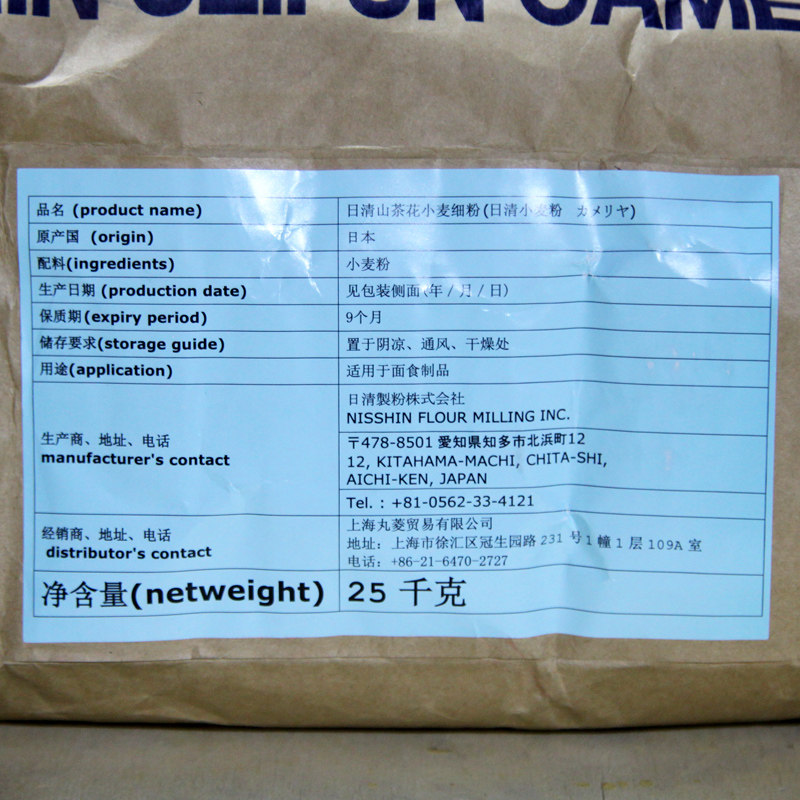 品名 (product name) 日清山茶花小麦细粉(日清小麦粉 カメリヤ)
原产国 (origin) 日本
配料(ingredients) 小麦粉
生产日期 (production date) 见包装侧面(年/月/日)
保质期(expiry period) 9个月
储存要求(storage guide) 置于阴凉、通风、干燥处
用途(application) 适用于面食制品
生产商、地址、电话
manufacturer's contact
日清製粉株式会社
NISSHIN FLOUR MILLING INC.
〒478-8501 愛知県知多市北浜町12
12, KITAHAMA-MACHI, CHITA-SHI,
AICHI-KEN, JAPAN
Tel. : +81-0562-33-4121
经销商、地址、电话
distributor's contact
上海丸菱贸易有限公司
地址: 上海市徐汇区冠生园路 231 号 1 幢 1 层 109A 室
电话: +86-21-6470-2727
净含量(netweight) 25 千克